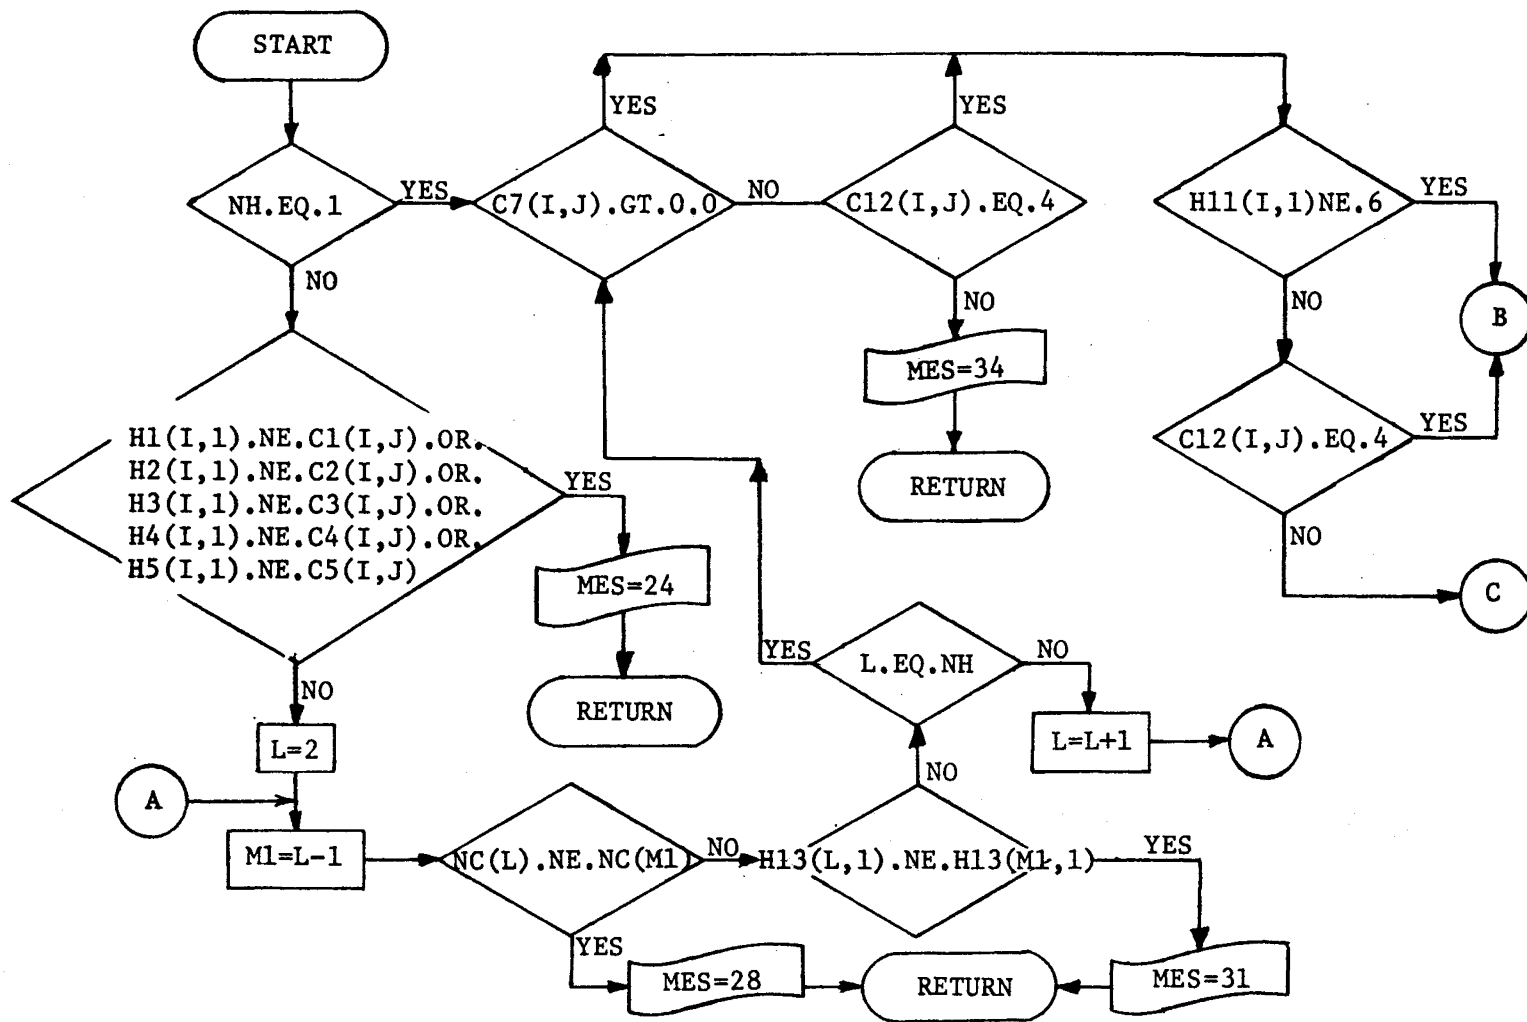 START
YES
YES
NH.EQ.1
YES
C7(I,J).GT.0.0
NO
C12(I,J).EQ.4
H11(I,1)NE.6
YES
NO
NO
NO
B
MES=34
H1(I,1).NE.C1(I,J).OR.
H2(I,1).NE.C2(I,J).OR.
H3(I,1).NE.C3(I,J).OR.
H4(I,1).NE.C4(I,J).OR.
H5(I,1).NE.C5(I,J)
YES
C12(I,J).EQ.4
YES
RETURN
NO
MES=24
C
YES
L.EQ.NH
NO
NO
RETURN
L=2
L=L+1
A
NO
A
M1=L-1
NC(L).NE.NC(M1)
NO
H13(L,1).NE.H13(M1,1)
YES
YES
MES=28
RETURN
MES=31